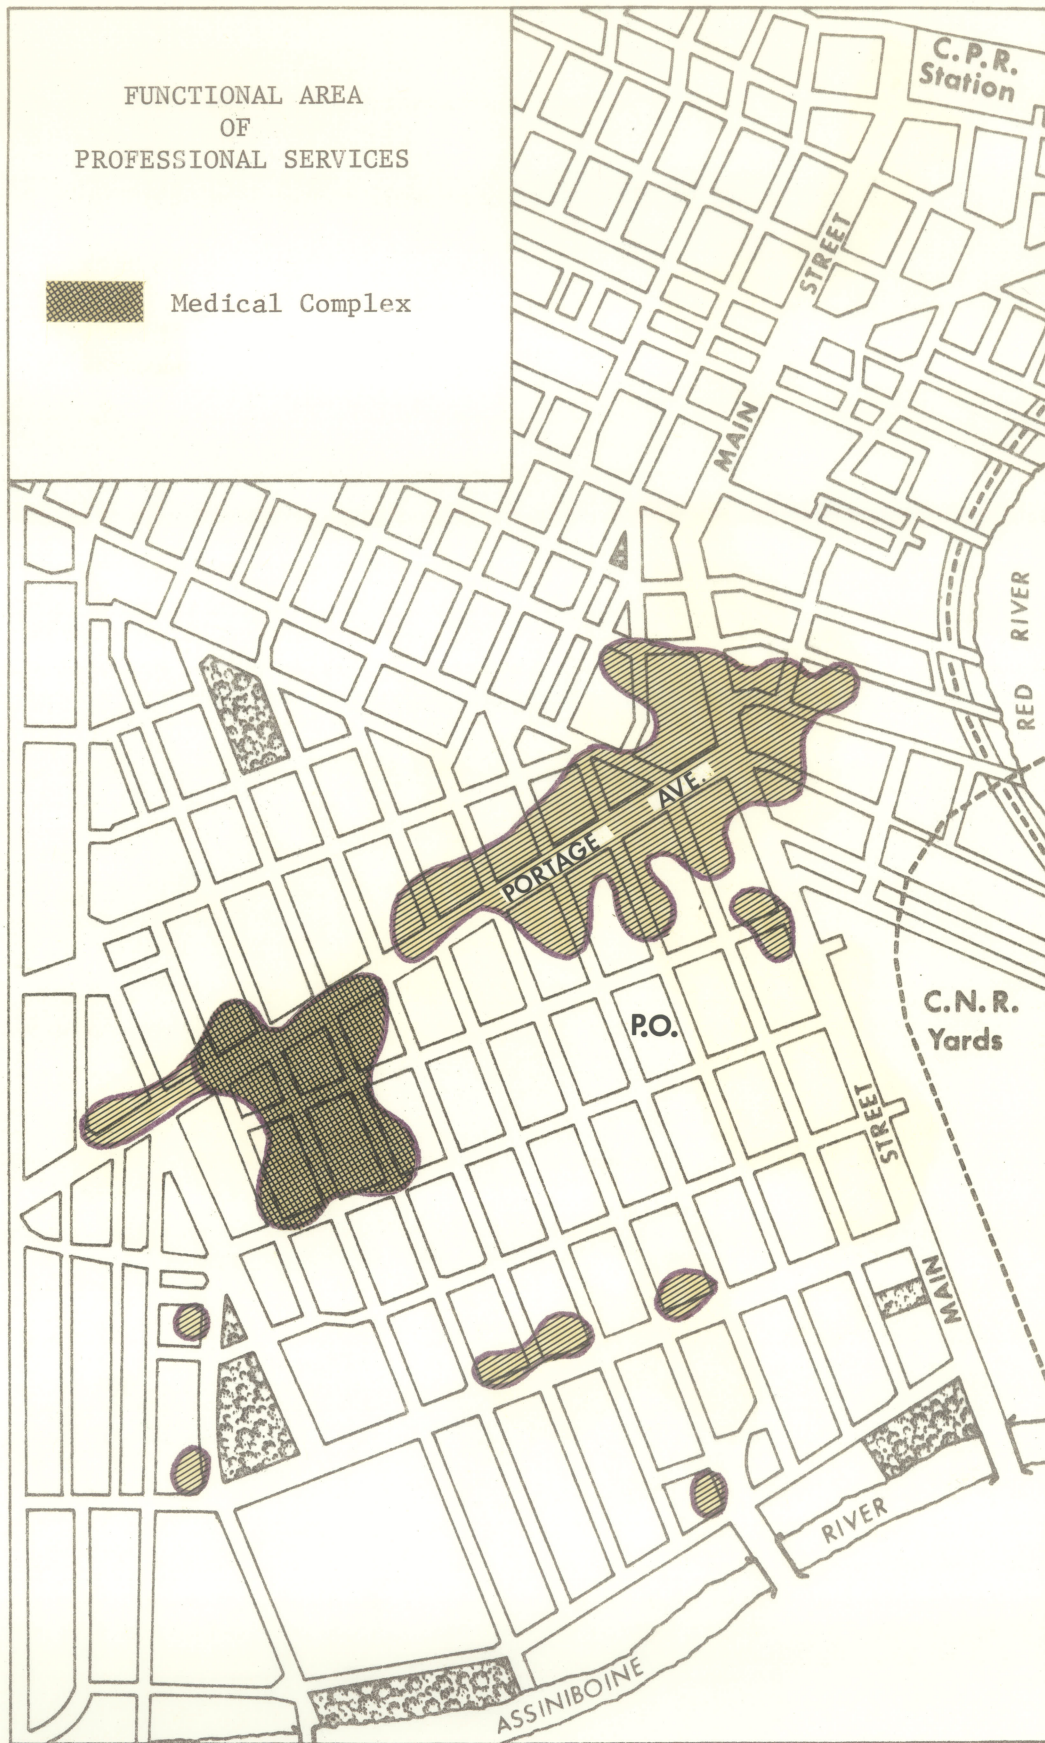 FUNCTIONAL AREA
OF
PROFESSIONAL SERVICES
Medical Complex
C.P.R.
Station
STREET
MAIN
RED RIVER
PORTAGE AVE.
P.O.
C.N.R.
Yards
STREET
MAIN
RIVER
ASSINIBOINE